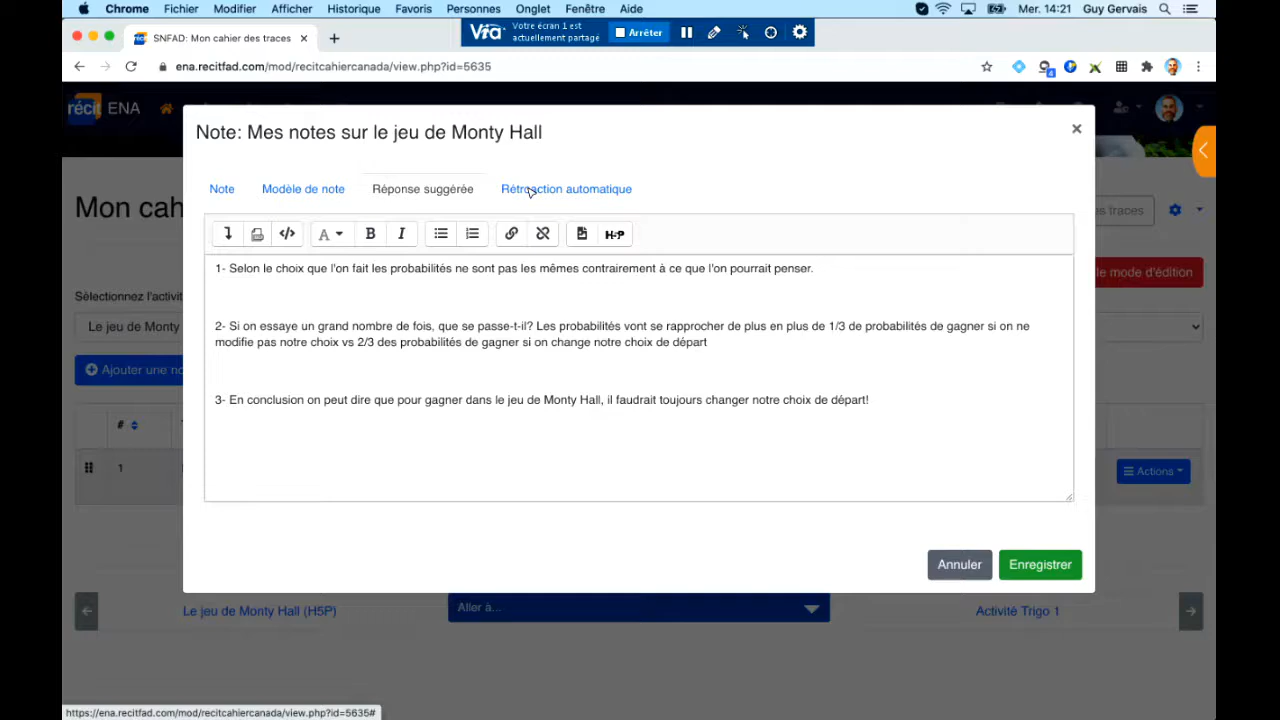 Chrome Fichier Modifier Afficher Historique Favoris Personnes Onglet Fenêtre Aide Mer. 14:21 Guy Gervais
Votre écran 1 est
actuellement partagé
Via Arrêter
SNFAD: Mon cahier des traces
ena.recitfad.com/mod/recitcahiercanada/view.php?id=5635
4
récit ENA
Note: Mes notes sur le jeu de Monty Hall ×
Note Modèle de note Réponse suggérée Rétroaction automatique
Mon cah
es traces
A B I H5P
1- Selon le choix que l'on fait les probabilités ne sont pas les mêmes contrairement à ce que l'on pourrait penser.
le mode d'édition
Sélectionnez l'activit
Le jeu de Monty
2- Si on essaye un grand nombre de fois, que se passe-t-il? Les probabilités vont se rapprocher de plus en plus de 1/3 de probabilités de gagner si on ne
modifie pas notre choix vs 2/3 des probabilités de gagner si on change notre choix de départ
Ajouter une no
3- En conclusion on peut dire que pour gagner dans le jeu de Monty Hall, il faudrait toujours changer notre choix de départ!
#
1
Actions
Annuler Enregistrer
Le jeu de Monty Hall (H5P) Aller à... Activité Trigo 1
https://ena.recitfad.com/mod/recitcahiercanada/view.php?id=5635#